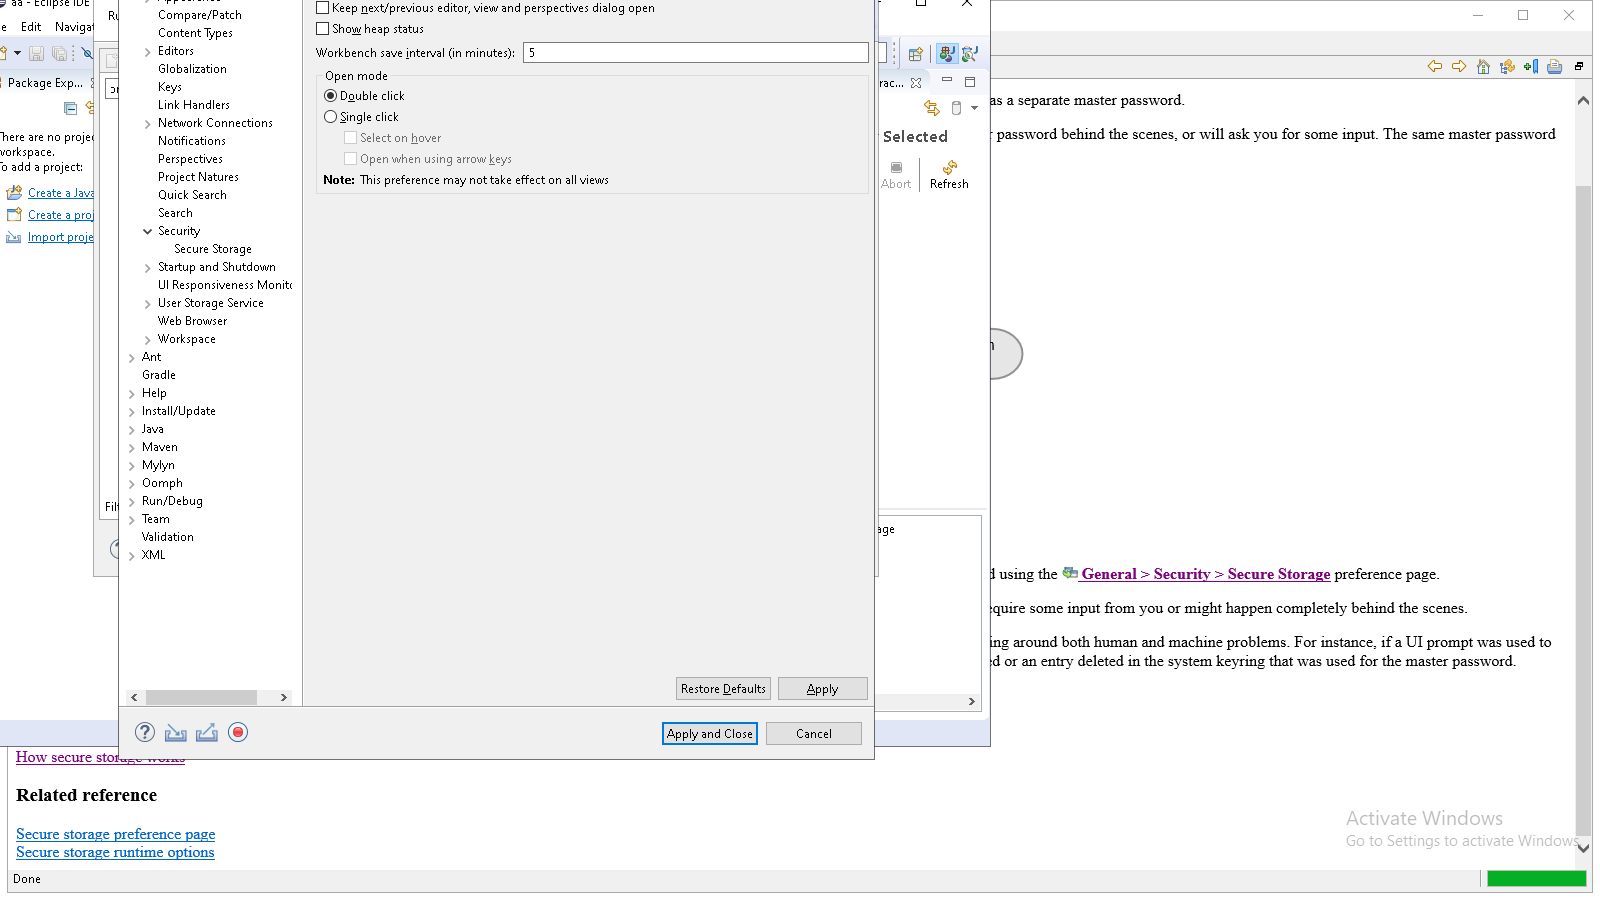 aa - Eclipse IDE
Edit Navigat
Package Exp...
There are no projec
workspace.
To add a project:
Create a Java
Create a proj
Import proje
Ru
Filt
Compare/Patch
Content Types
Editors
Globalization
Keys
Link Handlers
Network Connections
Notifications
Perspectives
Project Natures
Quick Search
Search
Security
Secure Storage
Startup and Shutdown
UI Responsiveness Monito
User Storage Service
Web Browser
Workspace
Ant
Gradle
Help
Install/Update
Java
Maven
Mylyn
Oomph
Run/Debug
Team
Validation
XML
Keep next/previous editor, view and perspectives dialog open
Show heap status
Workbench save interval (in minutes): 5
Open mode
Double click
Single click
Select on hover
Open when using arrow keys
Note: This preference may not take effect on all views
Restore Defaults Apply
Apply and Close Cancel
rac...
Selected
Abort Refresh
age
as a separate master password.
r password behind the scenes, or will ask you for some input. The same master password
n
d using the General > Security > Secure Storage preference page.
equire some input from you or might happen completely behind the scenes.
ing around both human and machine problems. For instance, if a UI prompt was used to
ed or an entry deleted in the system keyring that was used for the master password.
How secure storage works
Related reference
Secure storage preference page
Secure storage runtime options
Activate Windows
Go to Settings to activate Windows.
Done